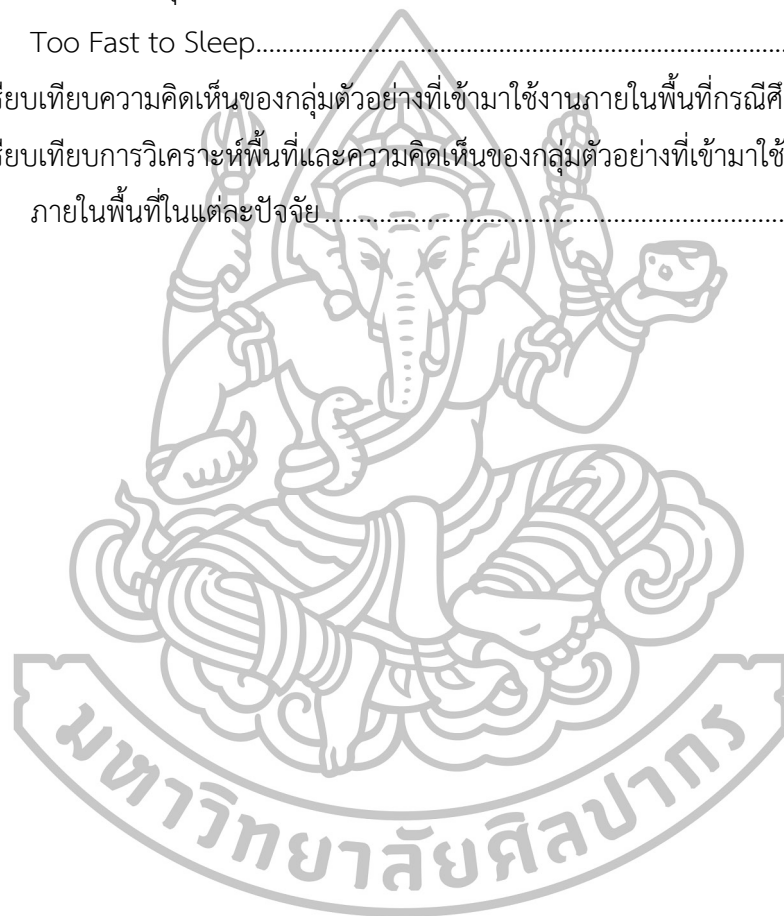 Too Fast to Sleep
รียบเทียบความคิดเห็นของกลุ่มตัวอย่างที่เข้ามาใช้งานภายในพื้นที่กรณีศึ
รียบเทียบการวิเคราะห์พื้นที่และความคิดเห็นของกลุ่มตัวอย่างที่เข้ามาใช้
ภายในพื้นที่ในแต่ละปัจจัย
มหาวิทยาลัยศิลปากร